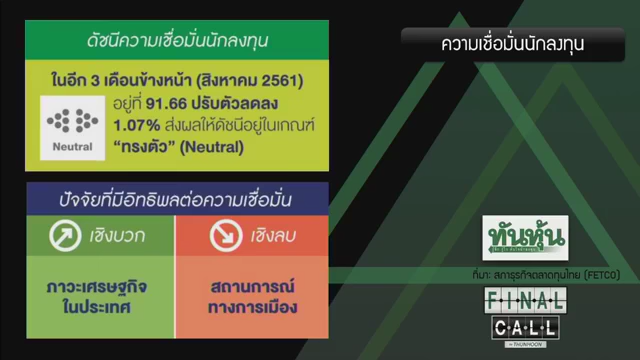 ดัชนีความเชื่อมั่นนักลงทุน
ความเชื่อมั่นนักลงทุน
ในอีก 3 เดือนข้างหน้า (สิงหาคม 2561)
อยู่ที่ 91.66 ปรับตัวลดลง
1.07% ส่งผลให้ดัชนีอยู่ในเกณฑ์
“ทรงตัว” (Neutral)
Neutral
ปัจจัยที่มีอิทธิพลต่อความเชื่อมั่น
เชิงบวก
เชิงลบ
ภาวะเศรษฐกิจ
ในประเทศ
สถานการณ์
ทางการเมือง
ทันหุ้น
ที่มา: สภาธุรกิจตลาดทุนไทย (FETCO)
FINAL
CALL
by THUNHOON